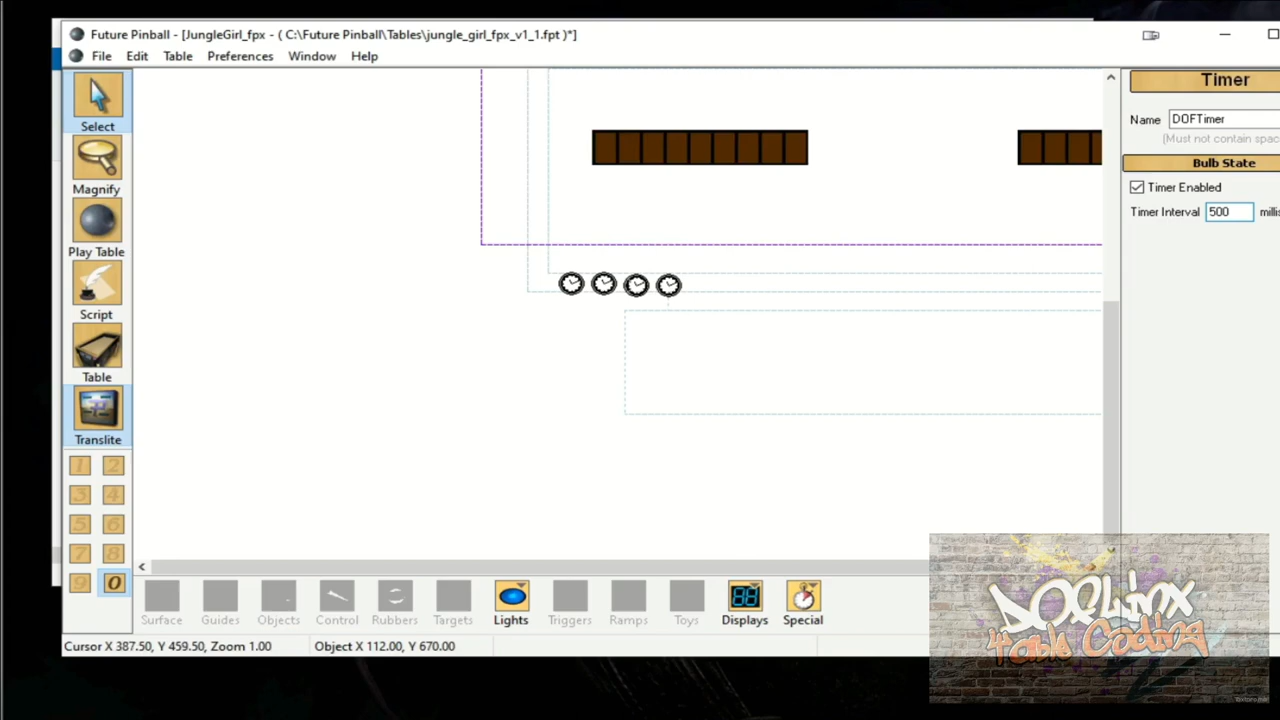 Future Pinball - [JungleGirl_fpx - ( C:\Future Pinball\Tables\jungle_girl_fpx_v1_1.fpt )*]
File Edit Table Preferences Window Help
Timer
Name DOFTimer
(Must not contain spac
Bulb State
Timer Enabled
Timer Interval 500 millis
Select
Magnify
Play Table
Script
Table
Translite
1 2
3 4
5 6
7 8
9 0
88
Surface Guides Objects Control Rubbers Targets Lights Triggers Ramps Toys Displays Special
Cursor X 387.50, Y 459.50, Zoom 1.00 Object X 112.00, Y 670.00
DOFLinx
Table Coding